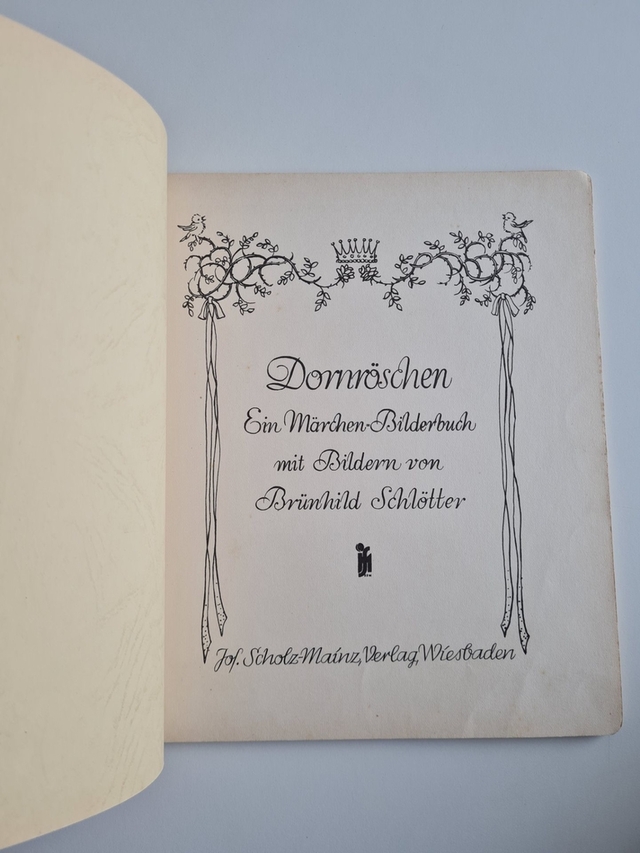 Dornröschen
Ein Märchen-Bilderbuch
mit Bildern von
Brünhild Schlötter
Jos. Scholz-Mainz, Verlag, Wiesbaden